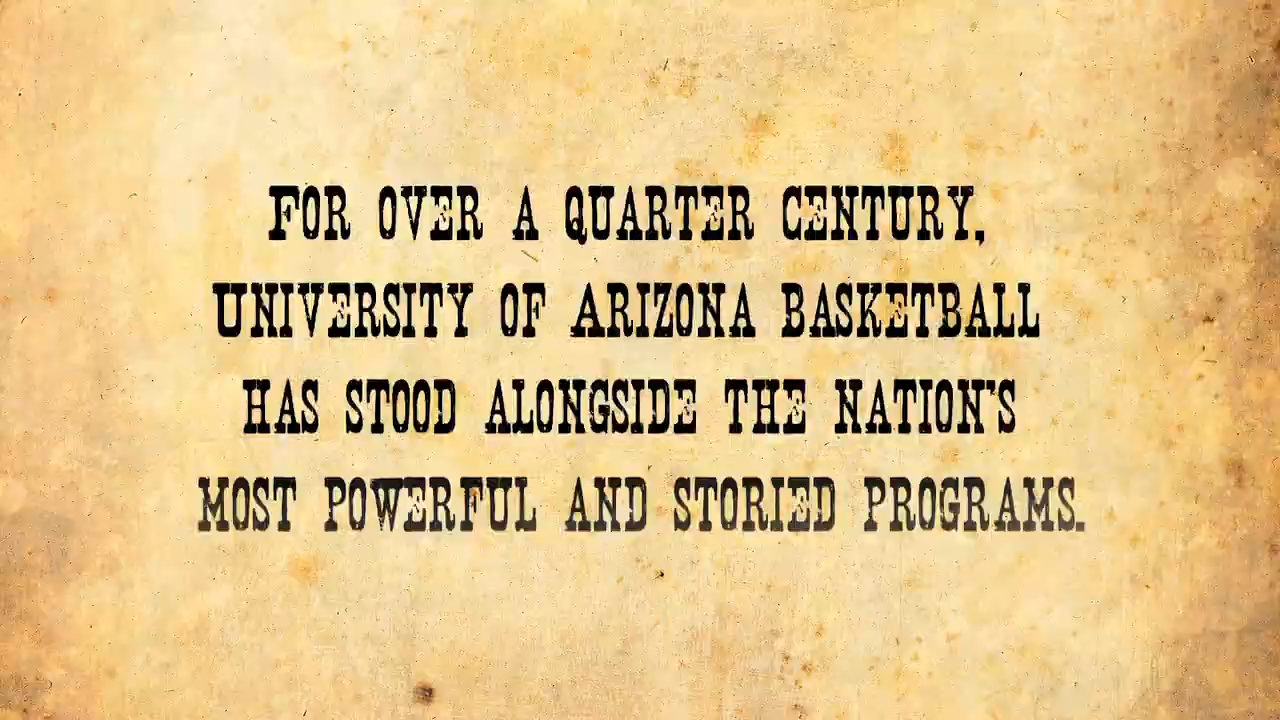 FOR OVER A QUARTER CENTURY,
UNIVERSITY OF ARIZONA BASKETBALL
HAS STOOD ALONGSIDE THE NATION'S
MOST POWERFUL AND STORIED PROGRAMS.